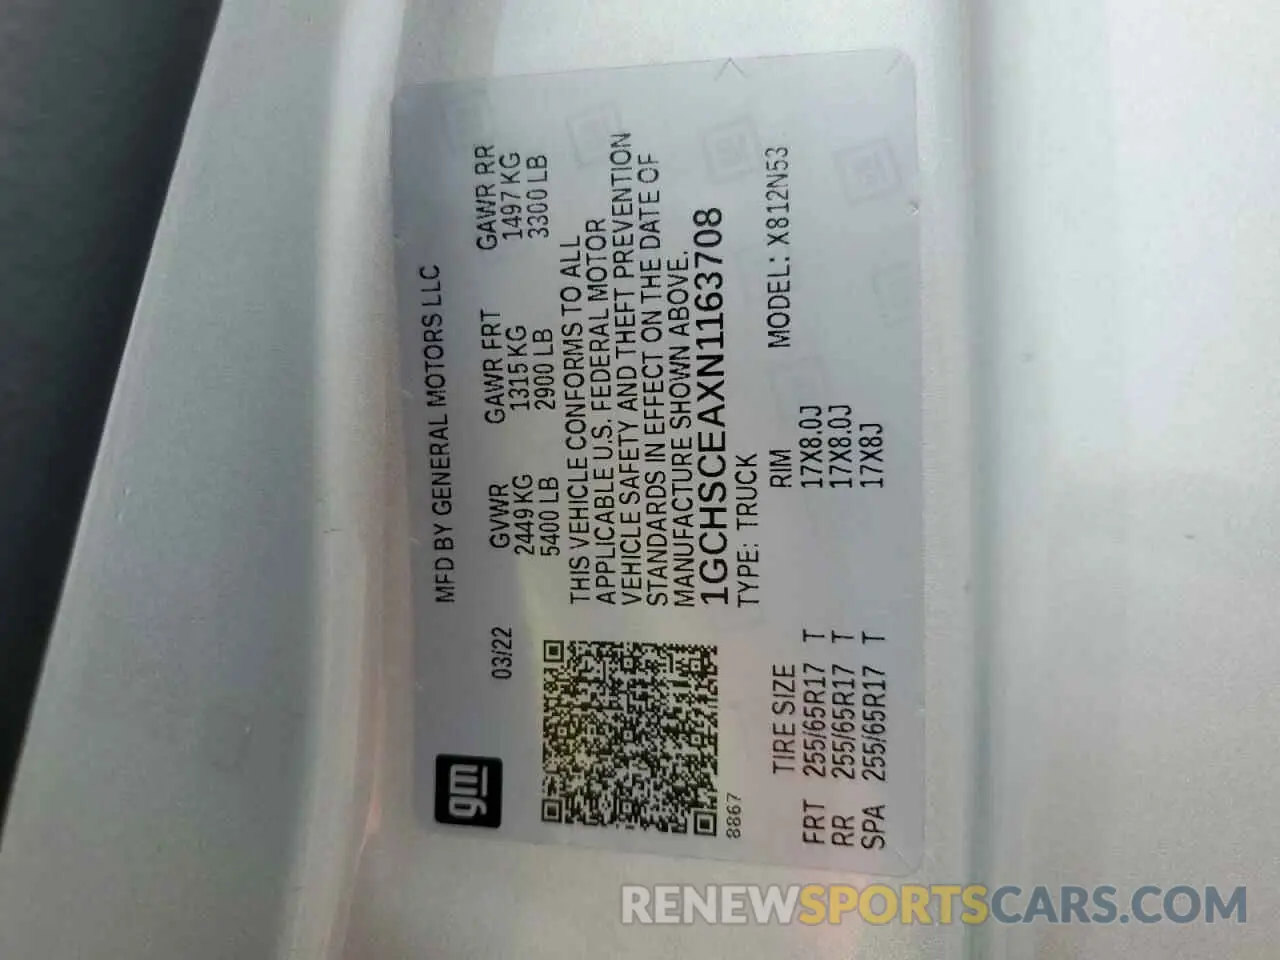 gm
MFD BY GENERAL MOTORS LLC
03/22
GVWR GAWR FRT GAWR RR
2449 KG 1315 KG 1497 KG
5400 LB 2900 LB 3300 LB
THIS VEHICLE CONFORMS TO ALL
APPLICABLE U.S. FEDERAL MOTOR
VEHICLE SAFETY AND THEFT PREVENTION
STANDARDS IN EFFECT ON THE DATE OF
MANUFACTURE SHOWN ABOVE.
1GCHSCEAXN1163708
8867
TYPE: TRUCK
MODEL: X812N53
TIRE SIZE RIM
FRT 255/65R17 T 17X8.0J
RR 255/65R17 T 17X8.0J
SPA 255/65R17 T 17X8J
RENEWSPORTSCARS.COM